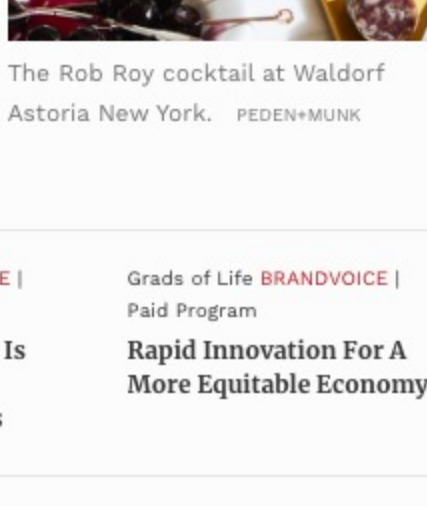 The Rob Roy cocktail at Waldorf
Astoria New York. PEDEN+MUNK
E |
Grads of Life BRANDVOICE |
Paid Program
Is
Rapid Innovation For A
More Equitable Economy
s